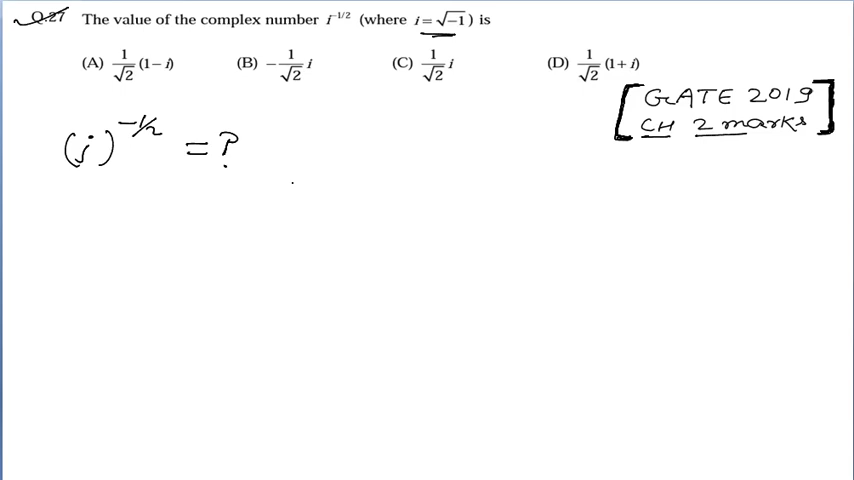 Q.27 The value of the complex number i^-1/2 (where i = √-1) is
(A) 1/√2 (1 - i) (B) - 1/√2 i (C) 1/√2 i (D) 1/√2 (1 + i)
[GATE 2019
CH 2 marks]
(i)^-1/2 = ?